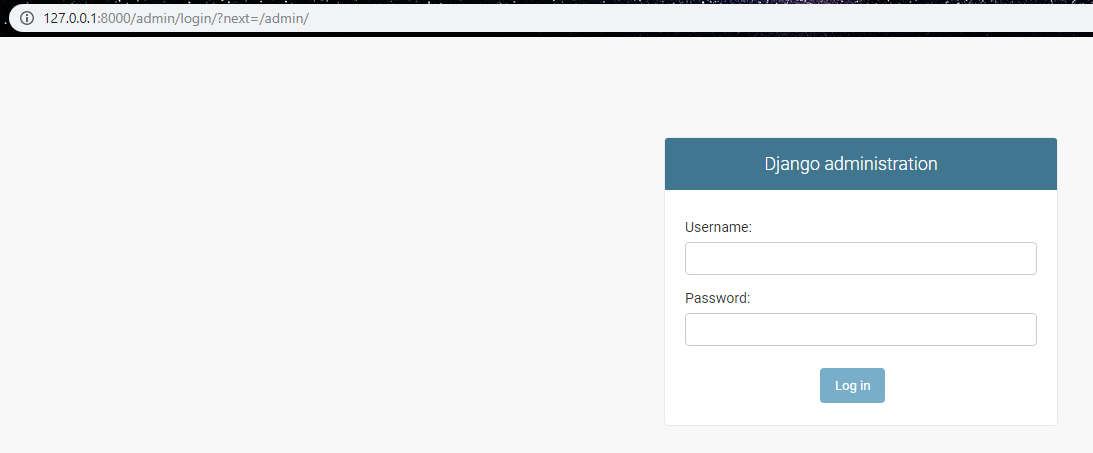 127.0.0.1:8000/admin/login/?next=/admin/
Django administration
Username:
Password:
Log in